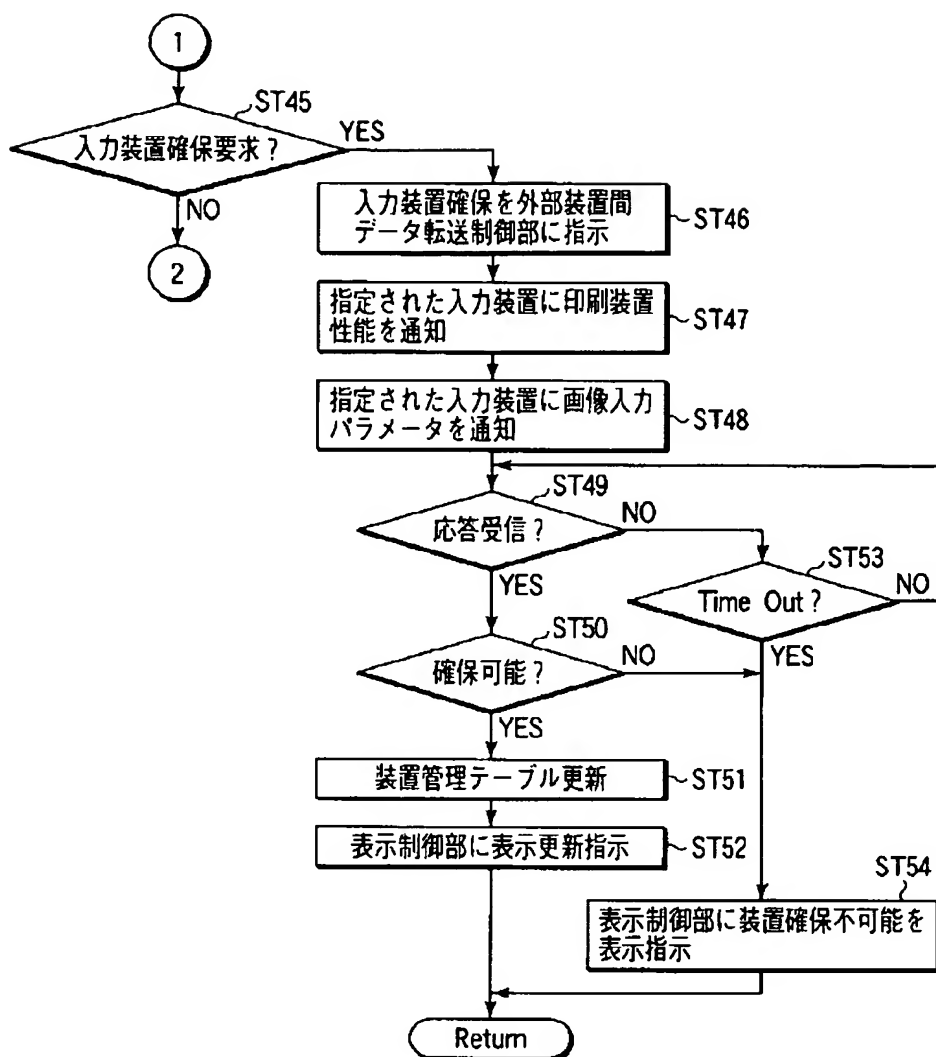 1
ST45
入力装置確保要求?
YES
NO
2
入力装置確保を外部装置間
データ転送制御部に指示
ST46
指定された入力装置に印刷装置
性能を通知
ST47
指定された入力装置に画像入力
パラメータを通知
ST48
ST49
応答受信?
NO
YES
ST53
Time Out?
NO
YES
ST50
確保可能?
NO
YES
装置管理テーブル更新
ST51
表示制御部に表示更新指示
ST52
ST54
表示制御部に装置確保不可能を
表示指示
Return